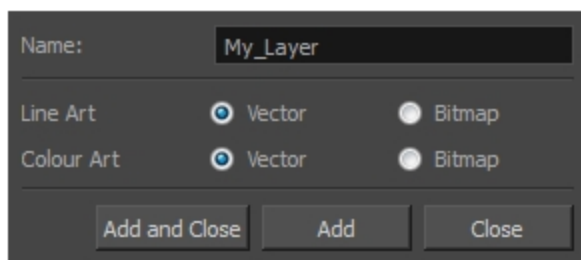 Name: My_Layer
Line Art Vector Bitmap
Colour Art Vector Bitmap
Add and Close Add Close